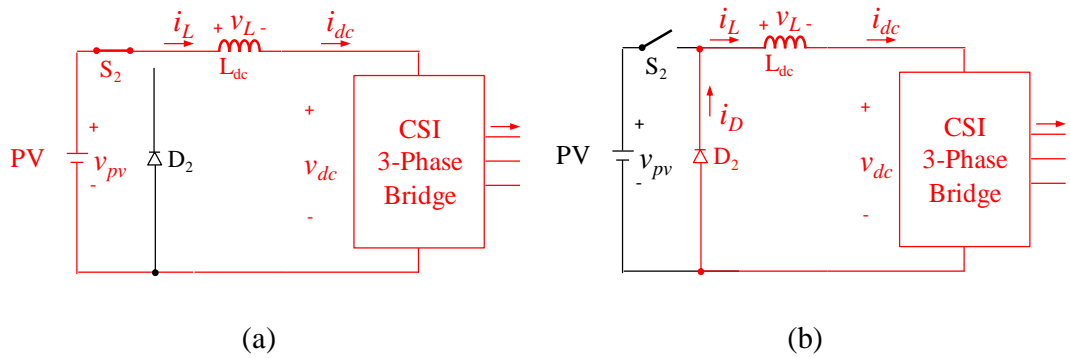 i_L + v_L - i_dc
S_2 L_dc
PV + v_pv - D_2 + v_dc - CSI 3-Phase Bridge
(a)
i_L + v_L - i_dc
S_2 L_dc
PV + v_pv - i_D D_2 + v_dc - CSI 3-Phase Bridge
(b)